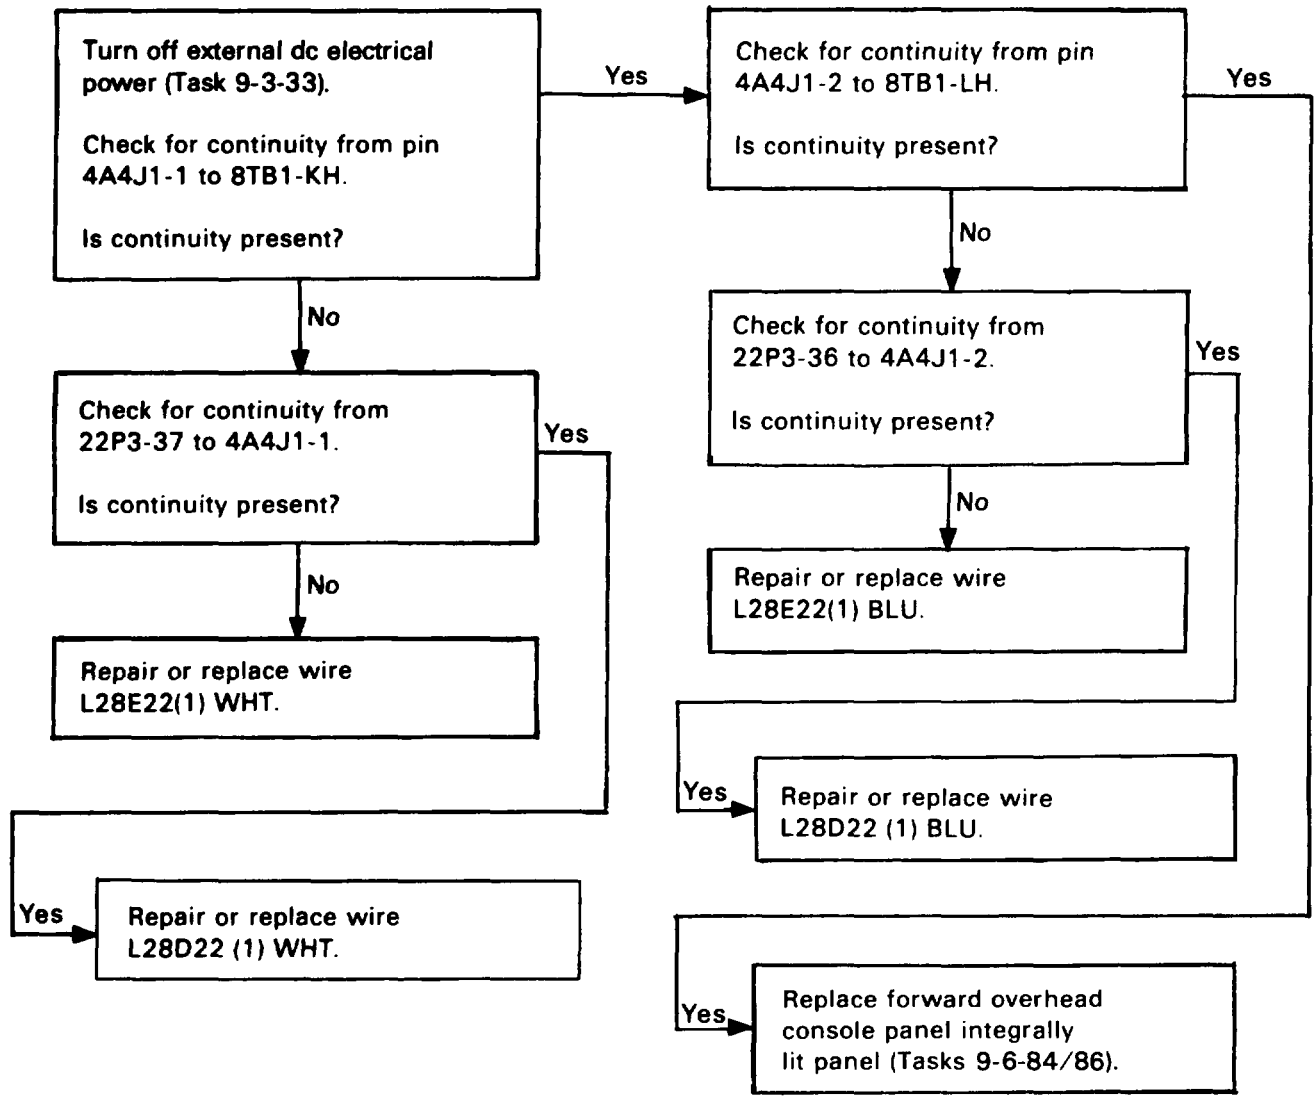 Turn off external dc electrical
power (Task 9-3-33).
Check for continuity from pin
4A4J1-1 to 8TB1-KH.
Is continuity present?
Yes
No
Check for continuity from
22P3-37 to 4A4J1-1.
Is continuity present?
Yes
No
Repair or replace wire
L28E22(1) WHT.
Yes
Repair or replace wire
L28D22 (1) WHT.
Check for continuity from pin
4A4J1-2 to 8TB1-LH.
Is continuity present?
Yes
No
Check for continuity from
22P3-36 to 4A4J1-2.
Is continuity present?
Yes
No
Repair or replace wire
L28E22(1) BLU.
Yes
Repair or replace wire
L28D22 (1) BLU.
Yes
Replace forward overhead
console panel integrally
lit panel (Tasks 9-6-84/86).